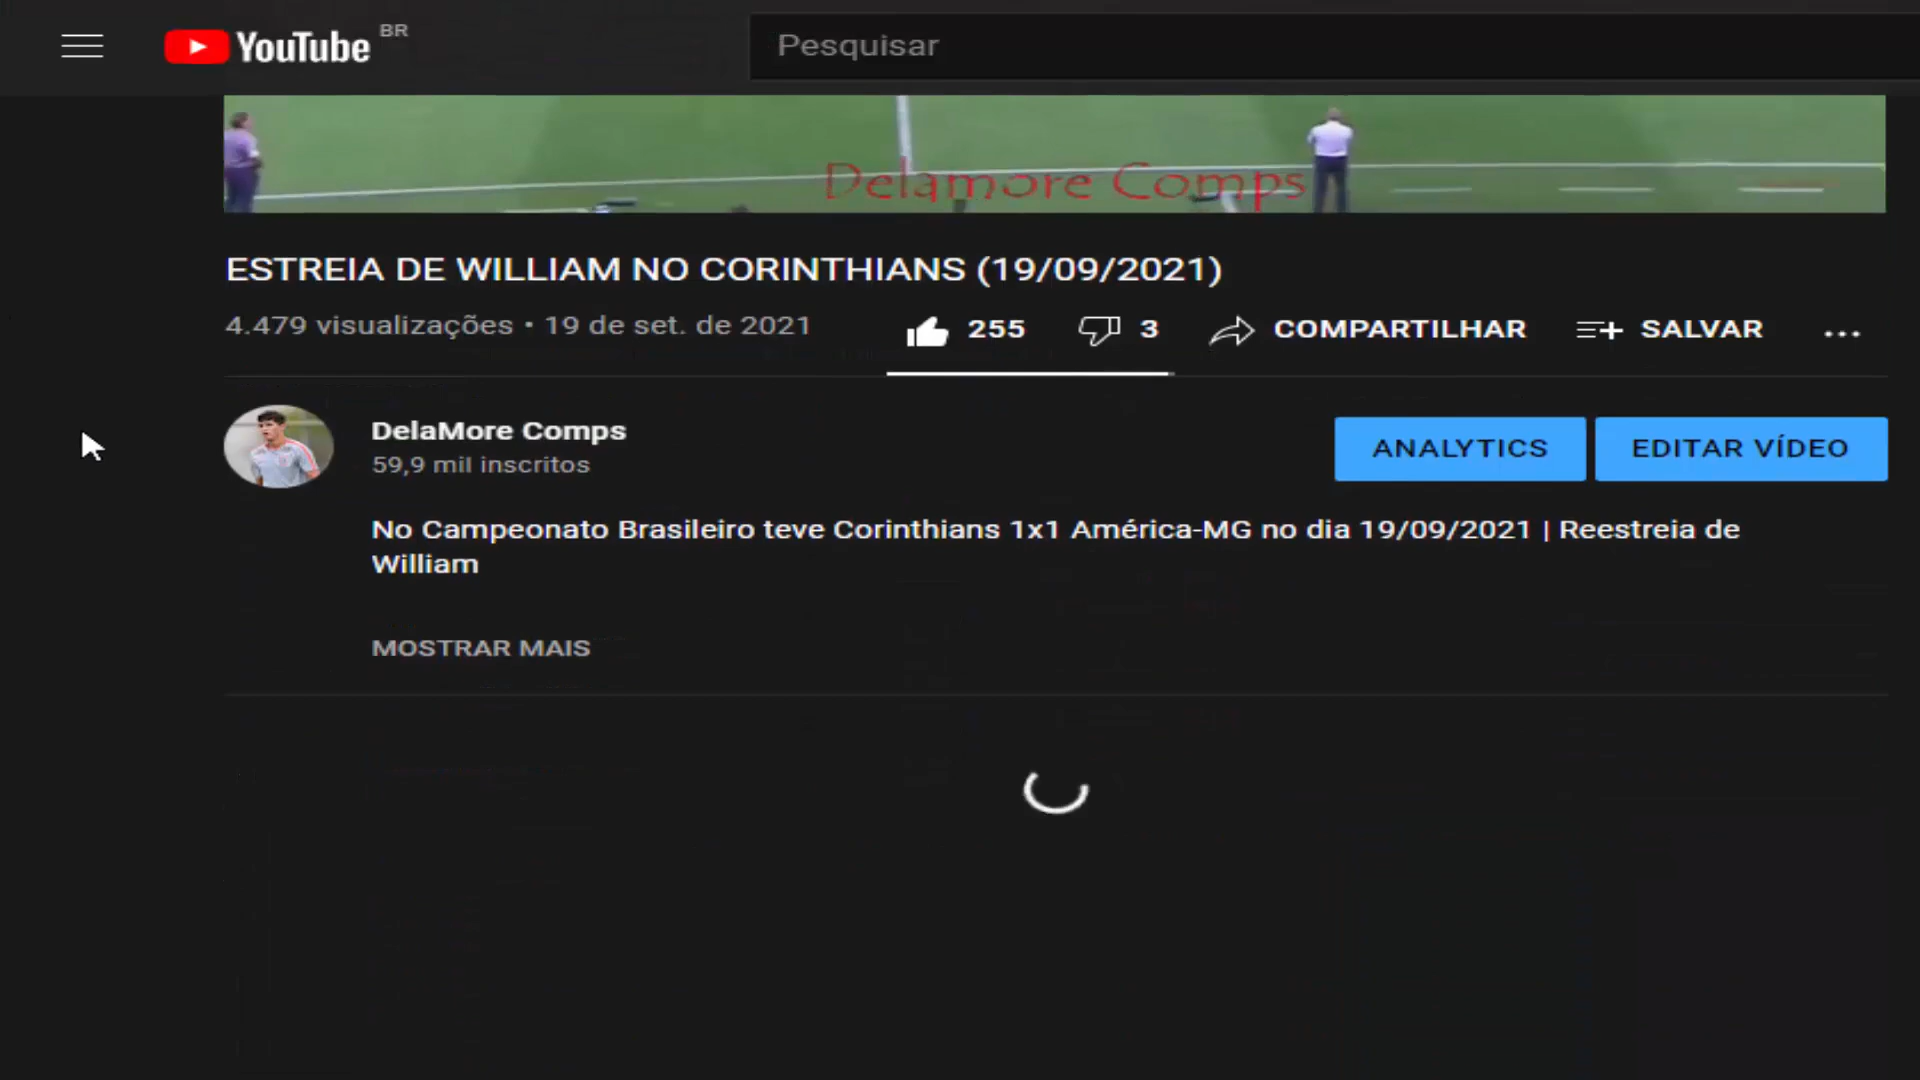 YouTube BR
Pesquisar
Delamore Comps
ESTREIA DE WILLIAM NO CORINTHIANS (19/09/2021)
4.479 visualizações • 19 de set. de 2021
255
3
COMPARTILHAR
SALVAR
DelaMore Comps
59,9 mil inscritos
ANALYTICS
EDITAR VÍDEO
No Campeonato Brasileiro teve Corinthians 1x1 América-MG no dia 19/09/2021 | Reestreia de
William
MOSTRAR MAIS